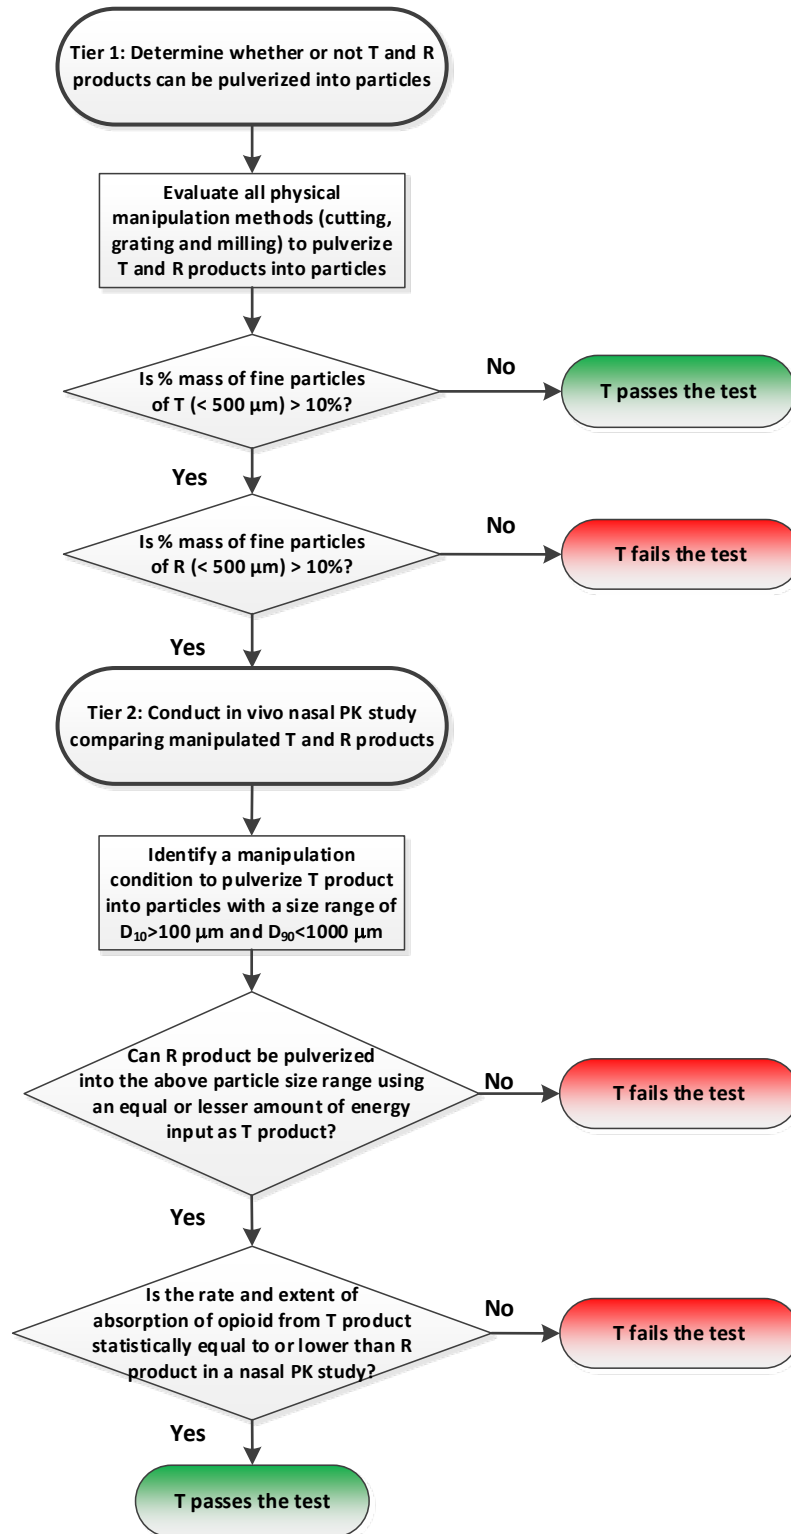 Tier 1: Determine whether or not T and R
products can be pulverized into particles
Evaluate all physical
manipulation methods (cutting,
grating and milling) to pulverize
T and R products into particles
Is % mass of fine particles
of T (< 500 μm) > 10%?
No
T passes the test
Yes
Is % mass of fine particles
of R (< 500 μm) > 10%?
No
T fails the test
Yes
Tier 2: Conduct in vivo nasal PK study
comparing manipulated T and R products
Identify a manipulation
condition to pulverize T product
into particles with a size range of
D10>100 μm and D90<1000 μm
Can R product be pulverized
into the above particle size range using
an equal or lesser amount of energy
input as T product?
No
T fails the test
Yes
Is the rate and extent of
absorption of opioid from T product
statistically equal to or lower than R
product in a nasal PK study?
No
T fails the test
Yes
T passes the test